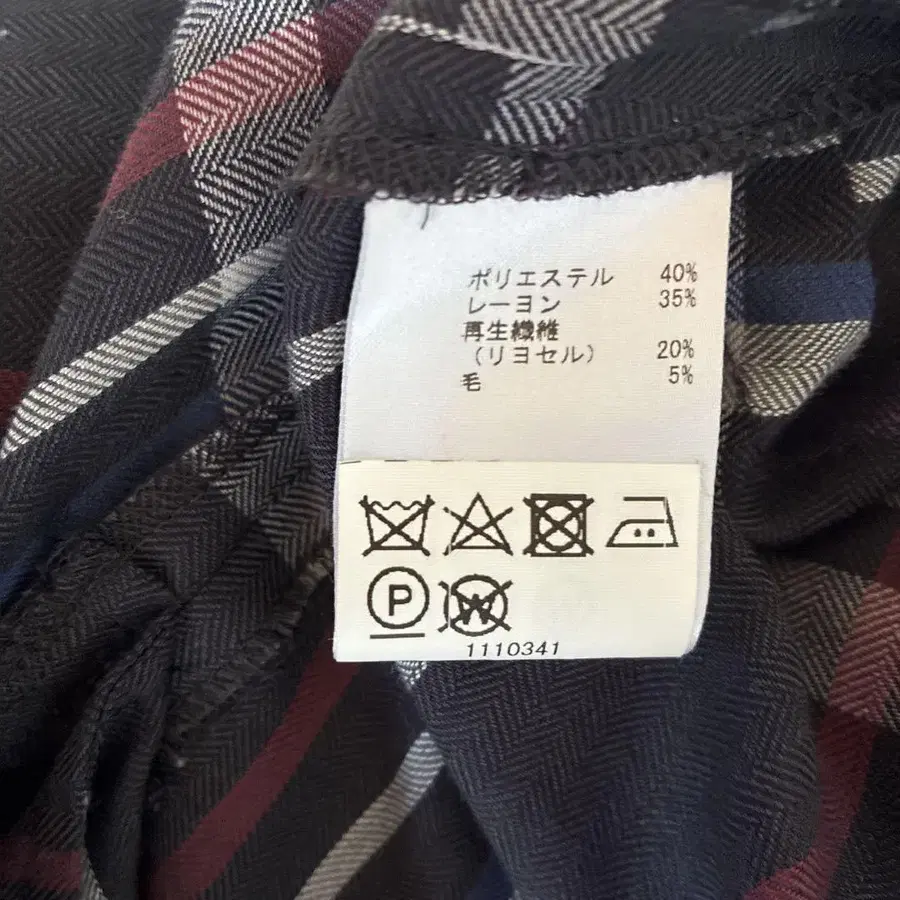 ポリエステル 40%
レーヨン 35%
再生繊維
(リヨセル) 20%
毛 5%
P
W
1110341